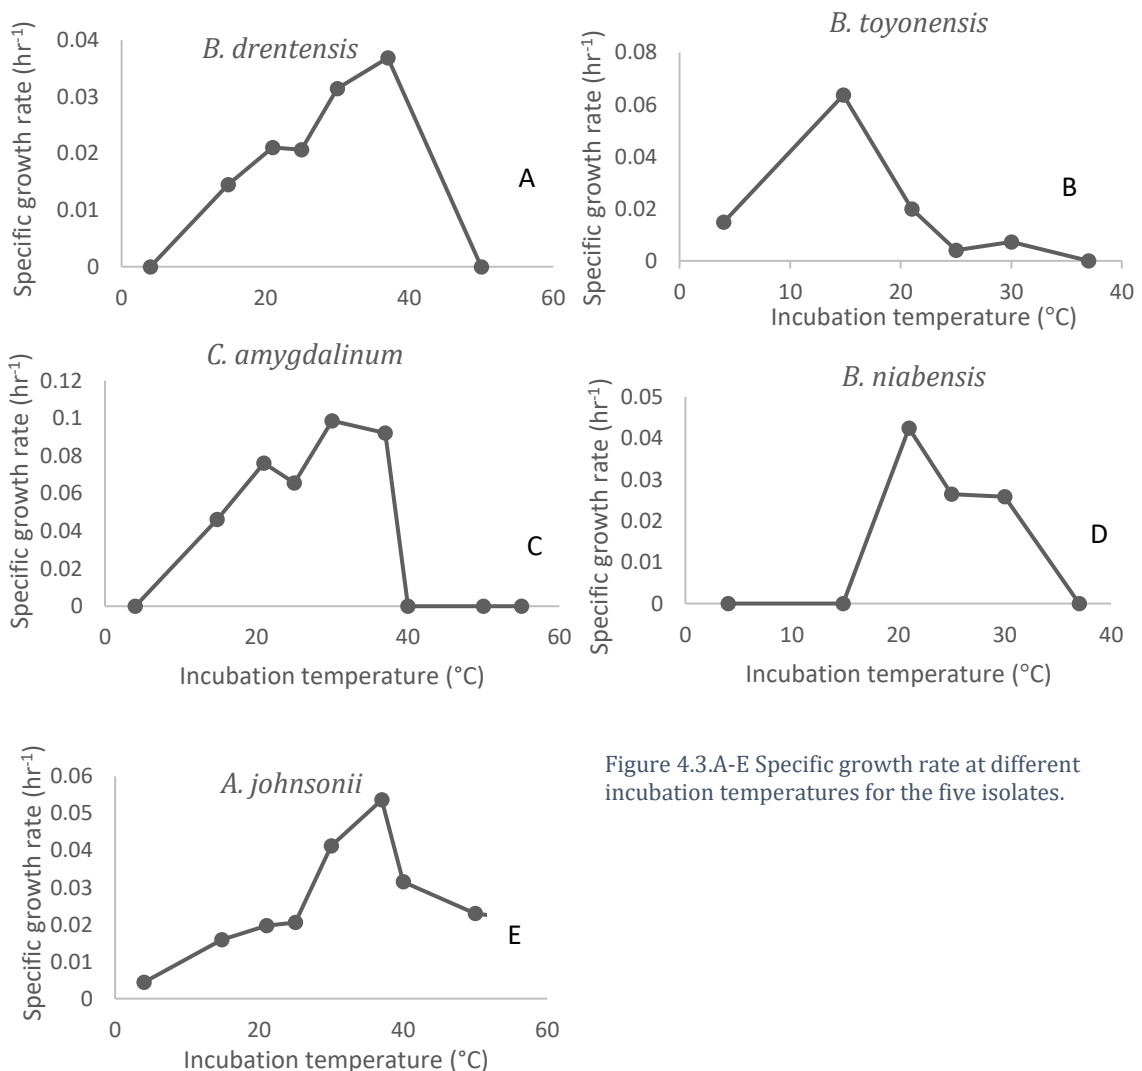 B. drentensis
Specific growth rate (hr-1)
0.04
0.03
0.02
0.01
0
0
20
40
60
A
B. toyonensis
Specific growth rate (hr-1)
0.08
0.06
0.04
0.02
0
0
10
20
30
40
Incubation temperature (°C)
B
C. amygdalinum
Specific growth rate (hr-1)
0.12
0.1
0.08
0.06
0.04
0.02
0
0
20
40
60
Incubation temperature (°C)
C
B. niabensis
Specific growth rate (hr-1)
0.05
0.04
0.03
0.02
0.01
0
0
10
20
30
40
Incubation temperature (°C)
D
A. johnsonii
Specific growth rate (hr-1)
0.06
0.05
0.04
0.03
0.02
0.01
0
0
20
40
60
Incubation temperature (°C)
E
Figure 4.3.A-E Specific growth rate at different
incubation temperatures for the five isolates.